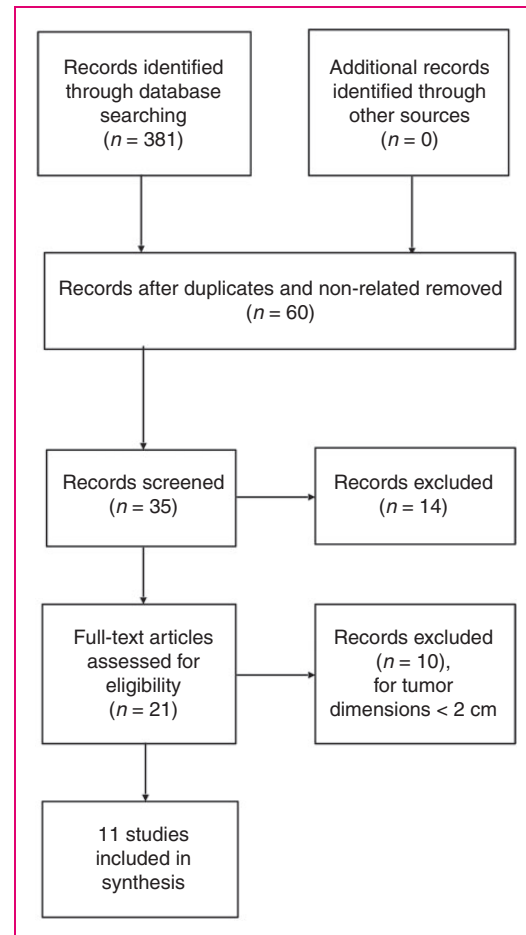 Records identified
through database
searching
(n = 381)
Additional records
identified through
other sources
(n = 0)
Records after duplicates and non-related removed
(n = 60)
Records screened
(n = 35)
Records excluded
(n = 14)
Full-text articles
assessed for
eligibility
(n = 21)
Records excluded
(n = 10),
for tumor
dimensions < 2 cm
11 studies
included in
synthesis